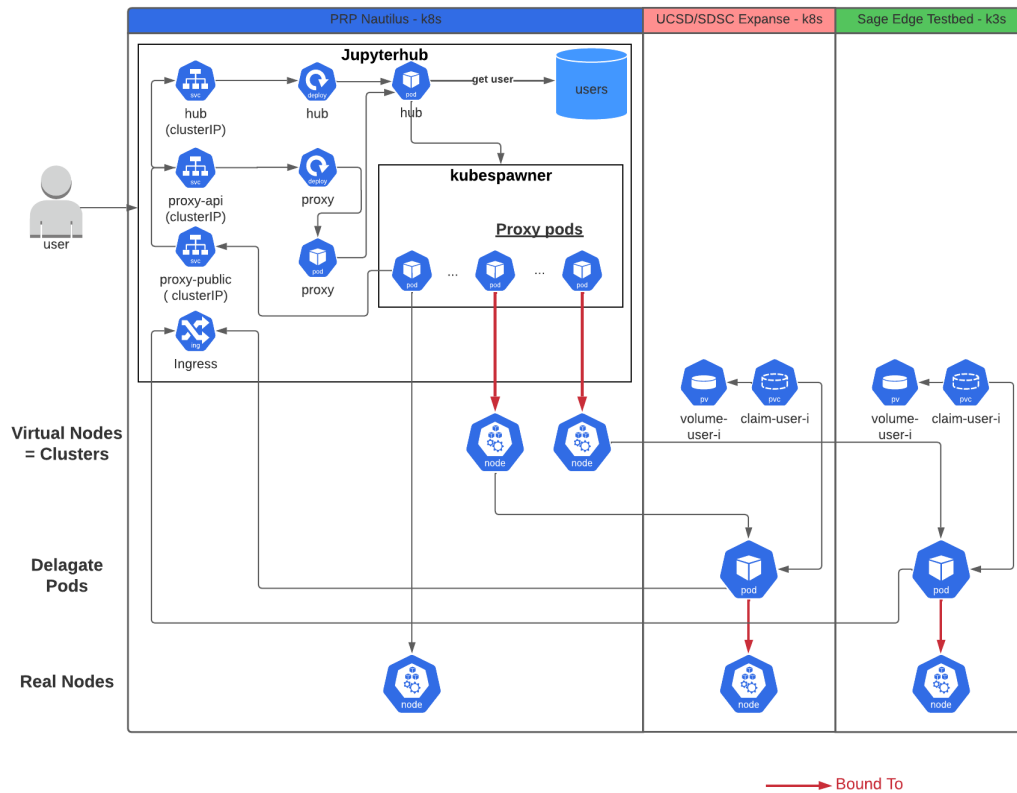 PRP Nautilus - k8s
UCSD/SDSC Expanse - k8s
Sage Edge Testbed - k3s
Jupyterhub
svc
deploy
pod
get user
users
hub
(clusterIP)
hub
hub
kubespawner
svc
deploy
proxy-api
(clusterIP)
proxy
Proxy pods
user
svc
pod
pod
...
pod
...
pod
proxy-public
( clusterIP)
proxy
ing
Ingress
pv
pvc
pv
pvc
volume-
user-i
claim-user-i
volume-
user-i
claim-user-i
Virtual Nodes
= Clusters
node
node
Delagate
Pods
pod
pod
Real Nodes
node
node
node
Bound To